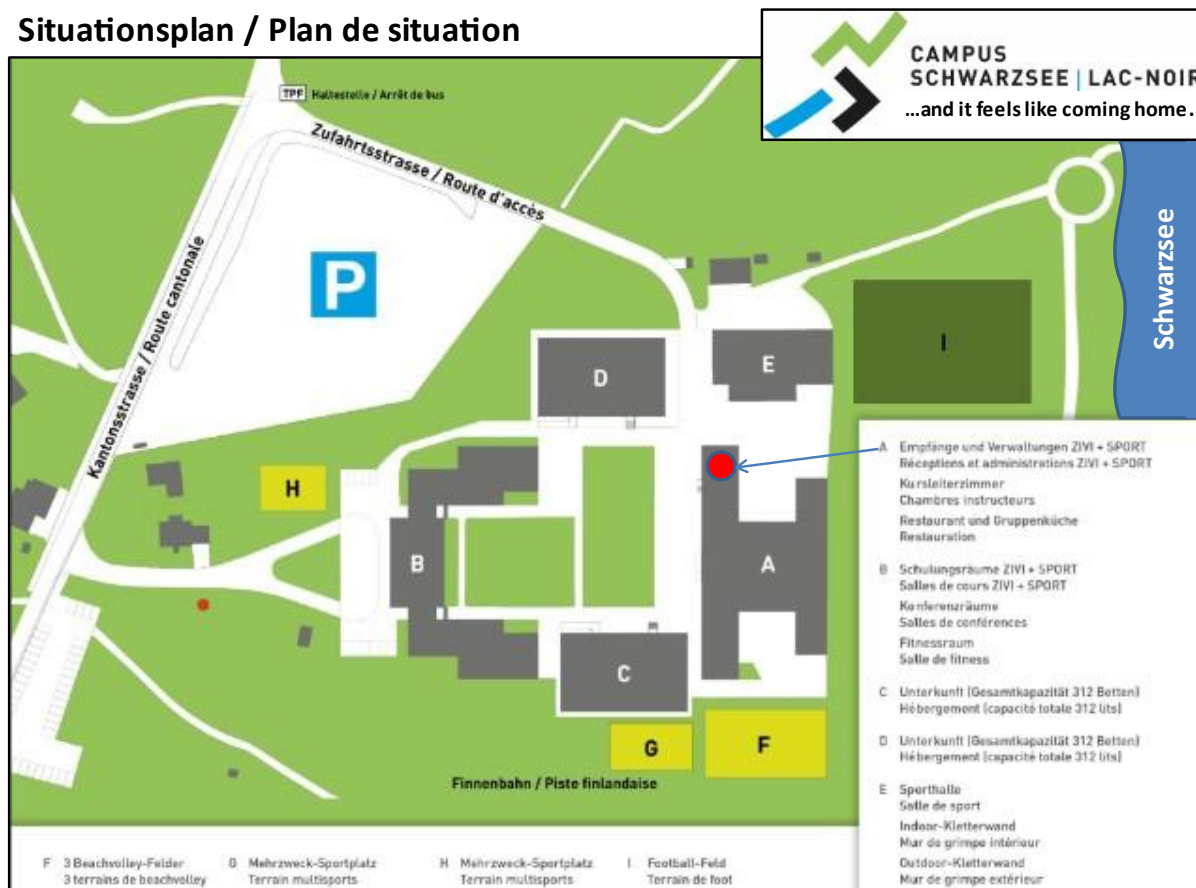 Situationsplan / Plan de situation
CAMPUS
SCHWARZSEE | LAC-NOIR
...and it feels like coming home.
TPF Haltestelle / Arrêt de bus
Zufahrtsstrasse / Route d'accès
Kantonsstrasse / Route cantonale
P
Schwarzsee
I
D
E
H
B
A
C
G
F
Finnenbahn / Piste finlandaise
A Empfänge und Verwaltungen ZIVI + SPORT
Réceptions et administrations ZIVI + SPORT
Kursleiterzimmer
Chambres instructeurs
Restaurant und Gruppenküche
Restauration
B Schulungsräume ZIVI + SPORT
Salles de cours ZIVI + SPORT
Konferenzräume
Salles de conférences
Fitnessraum
Salle de fitness
C Unterkunft (Gesamtkapazität 312 Betten)
Hébergement (capacité totale 312 lits)
D Unterkunft (Gesamtkapazität 312 Betten)
Hébergement (capacité totale 312 lits)
E Sporthalle
Salle de sport
Indoor-Kletterwand
Mur de grimpe intérieur
Outdoor-Kletterwand
Mur de grimpe extérieur
F 3 Beachvolley-Felder
3 terrains de beachvolley
G Mehrzweck-Sportplatz
Terrain multisports
H Mehrzweck-Sportplatz
Terrain multisports
I Football-Feld
Terrain de foot